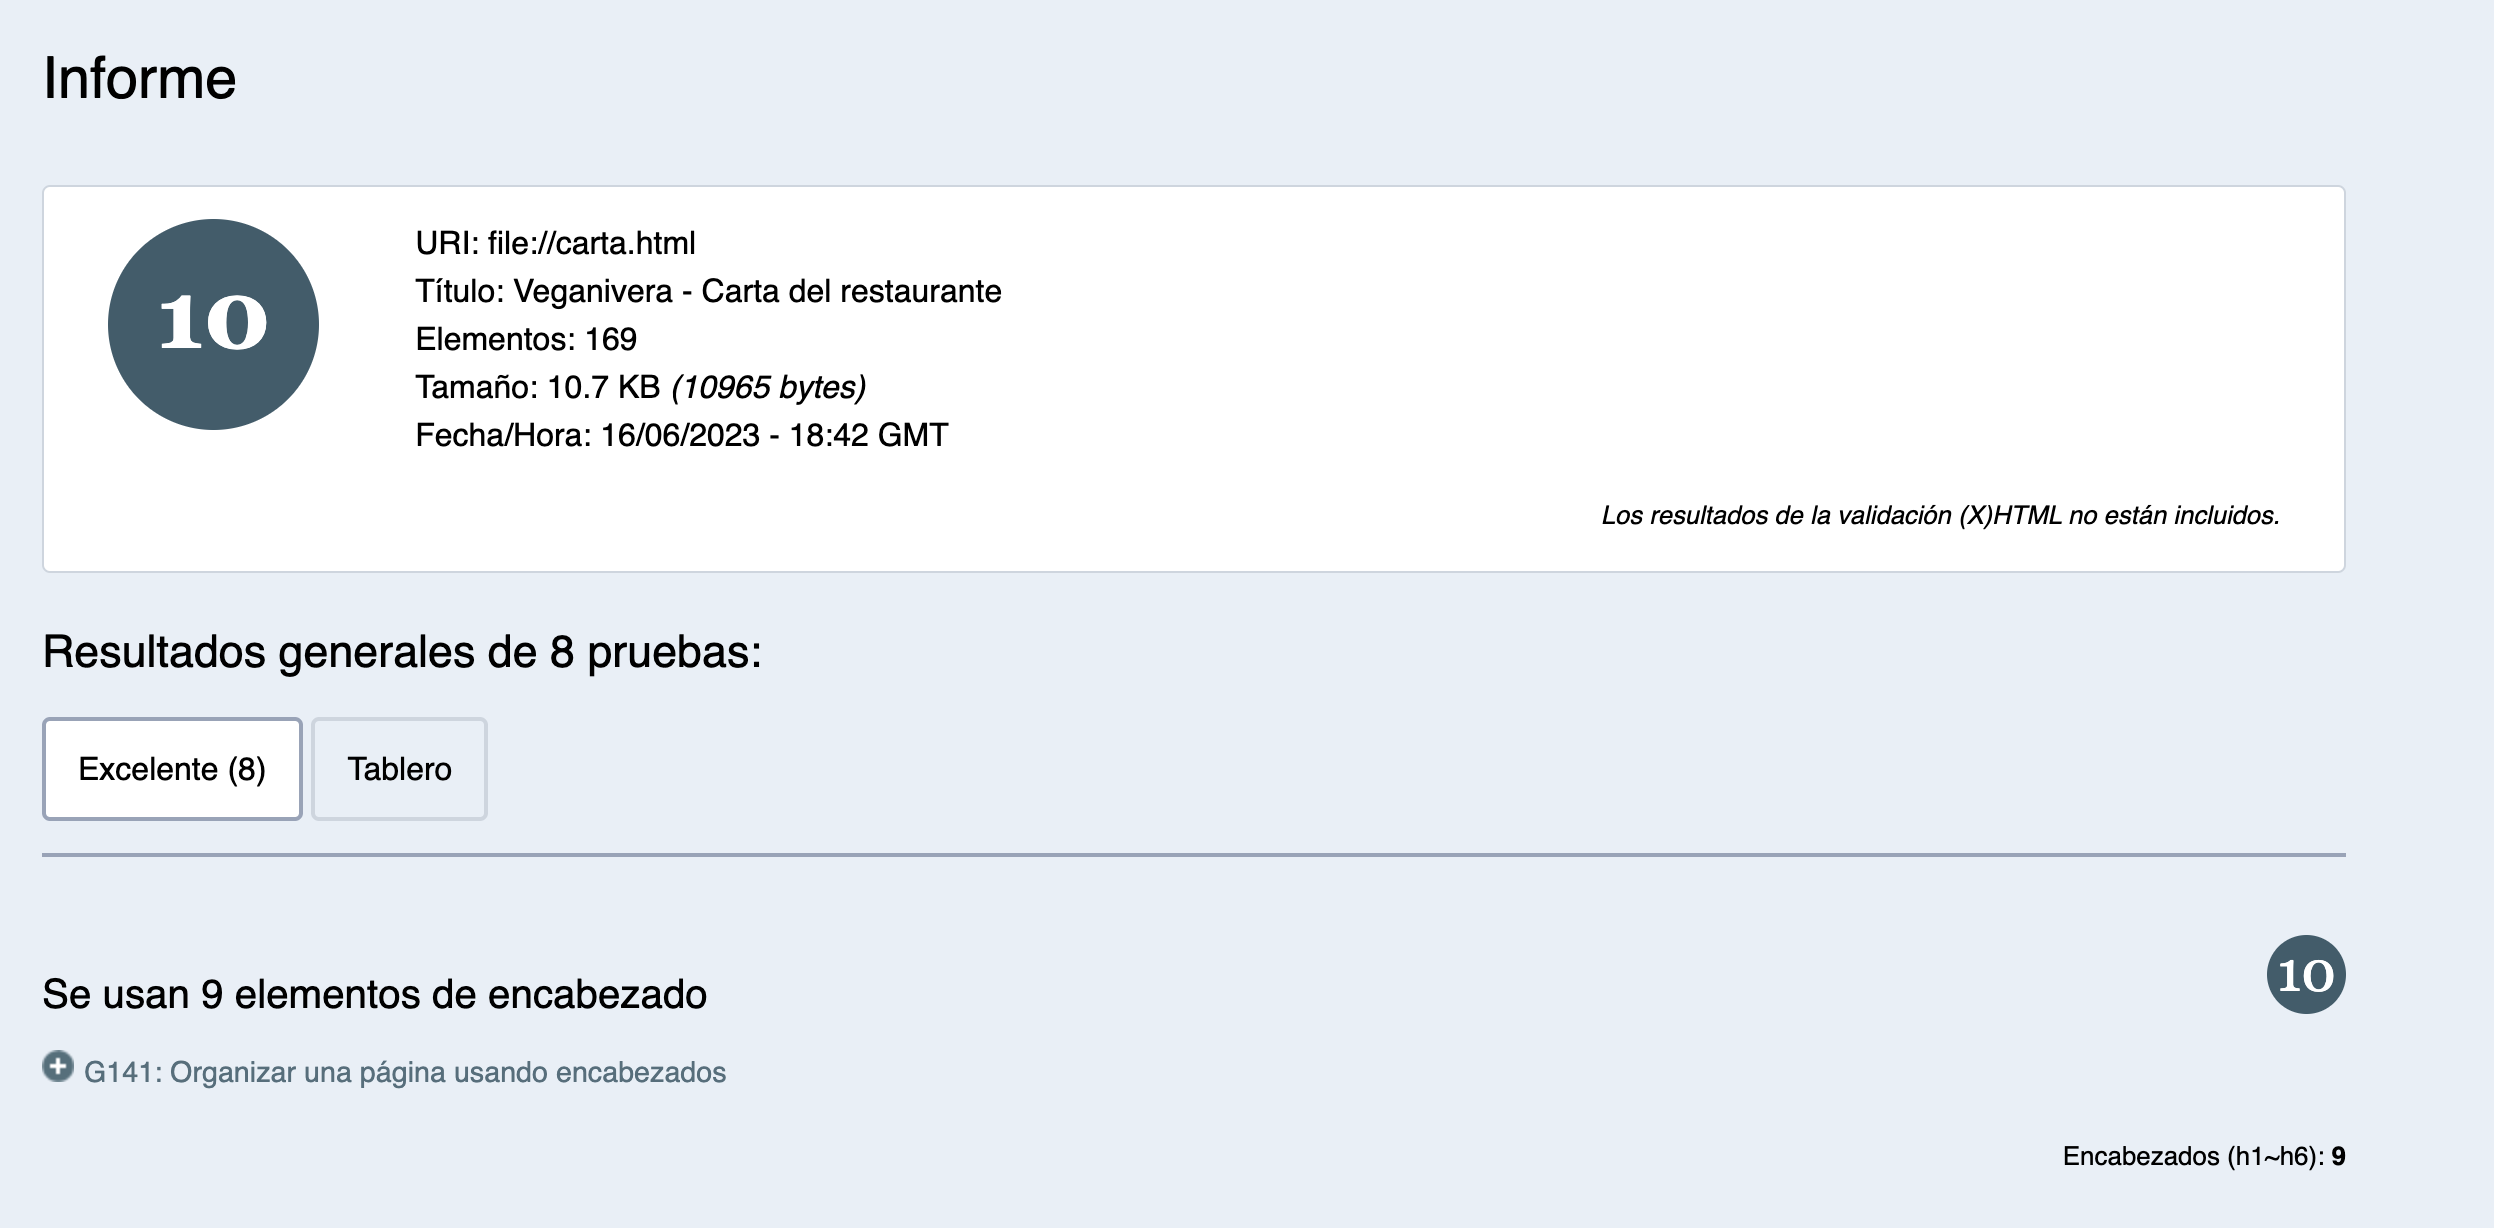 Informe
10
URI: file://carta.html
Título: Veganivera - Carta del restaurante
Elementos: 169
Tamaño: 10.7 KB (10965 bytes)
Fecha/Hora: 16/06/2023 - 18:42 GMT
Los resultados de la validación (X)HTML no están incluidos.
Resultados generales de 8 pruebas:
Excelente (8)
Tablero
Se usan 9 elementos de encabezado
10
G141: Organizar una página usando encabezados
Encabezados (h1~h6): 9